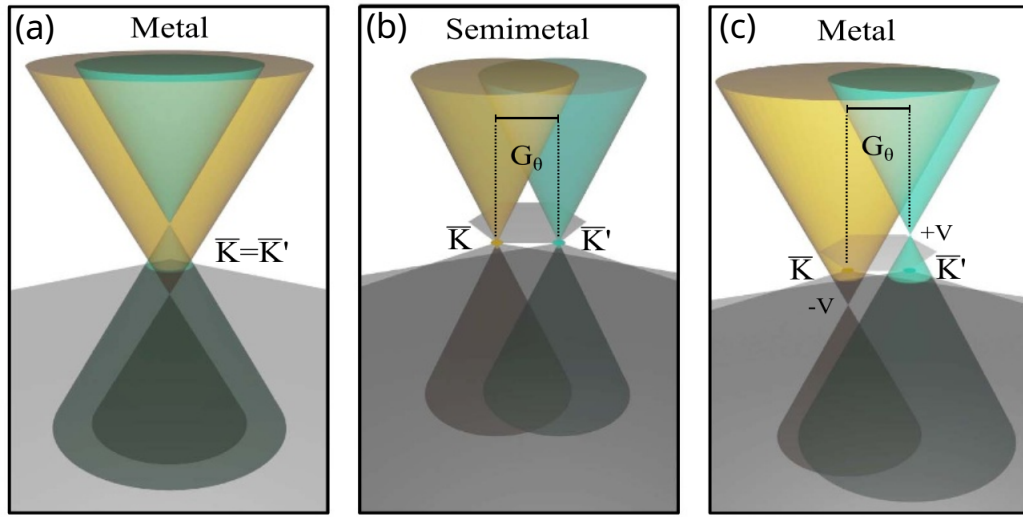 (a) Metal
K̅=K̅'
(b) Semimetal
G_θ
K̅ K̅'
(c) Metal
G_θ
+V
K̅ K̅'
-V